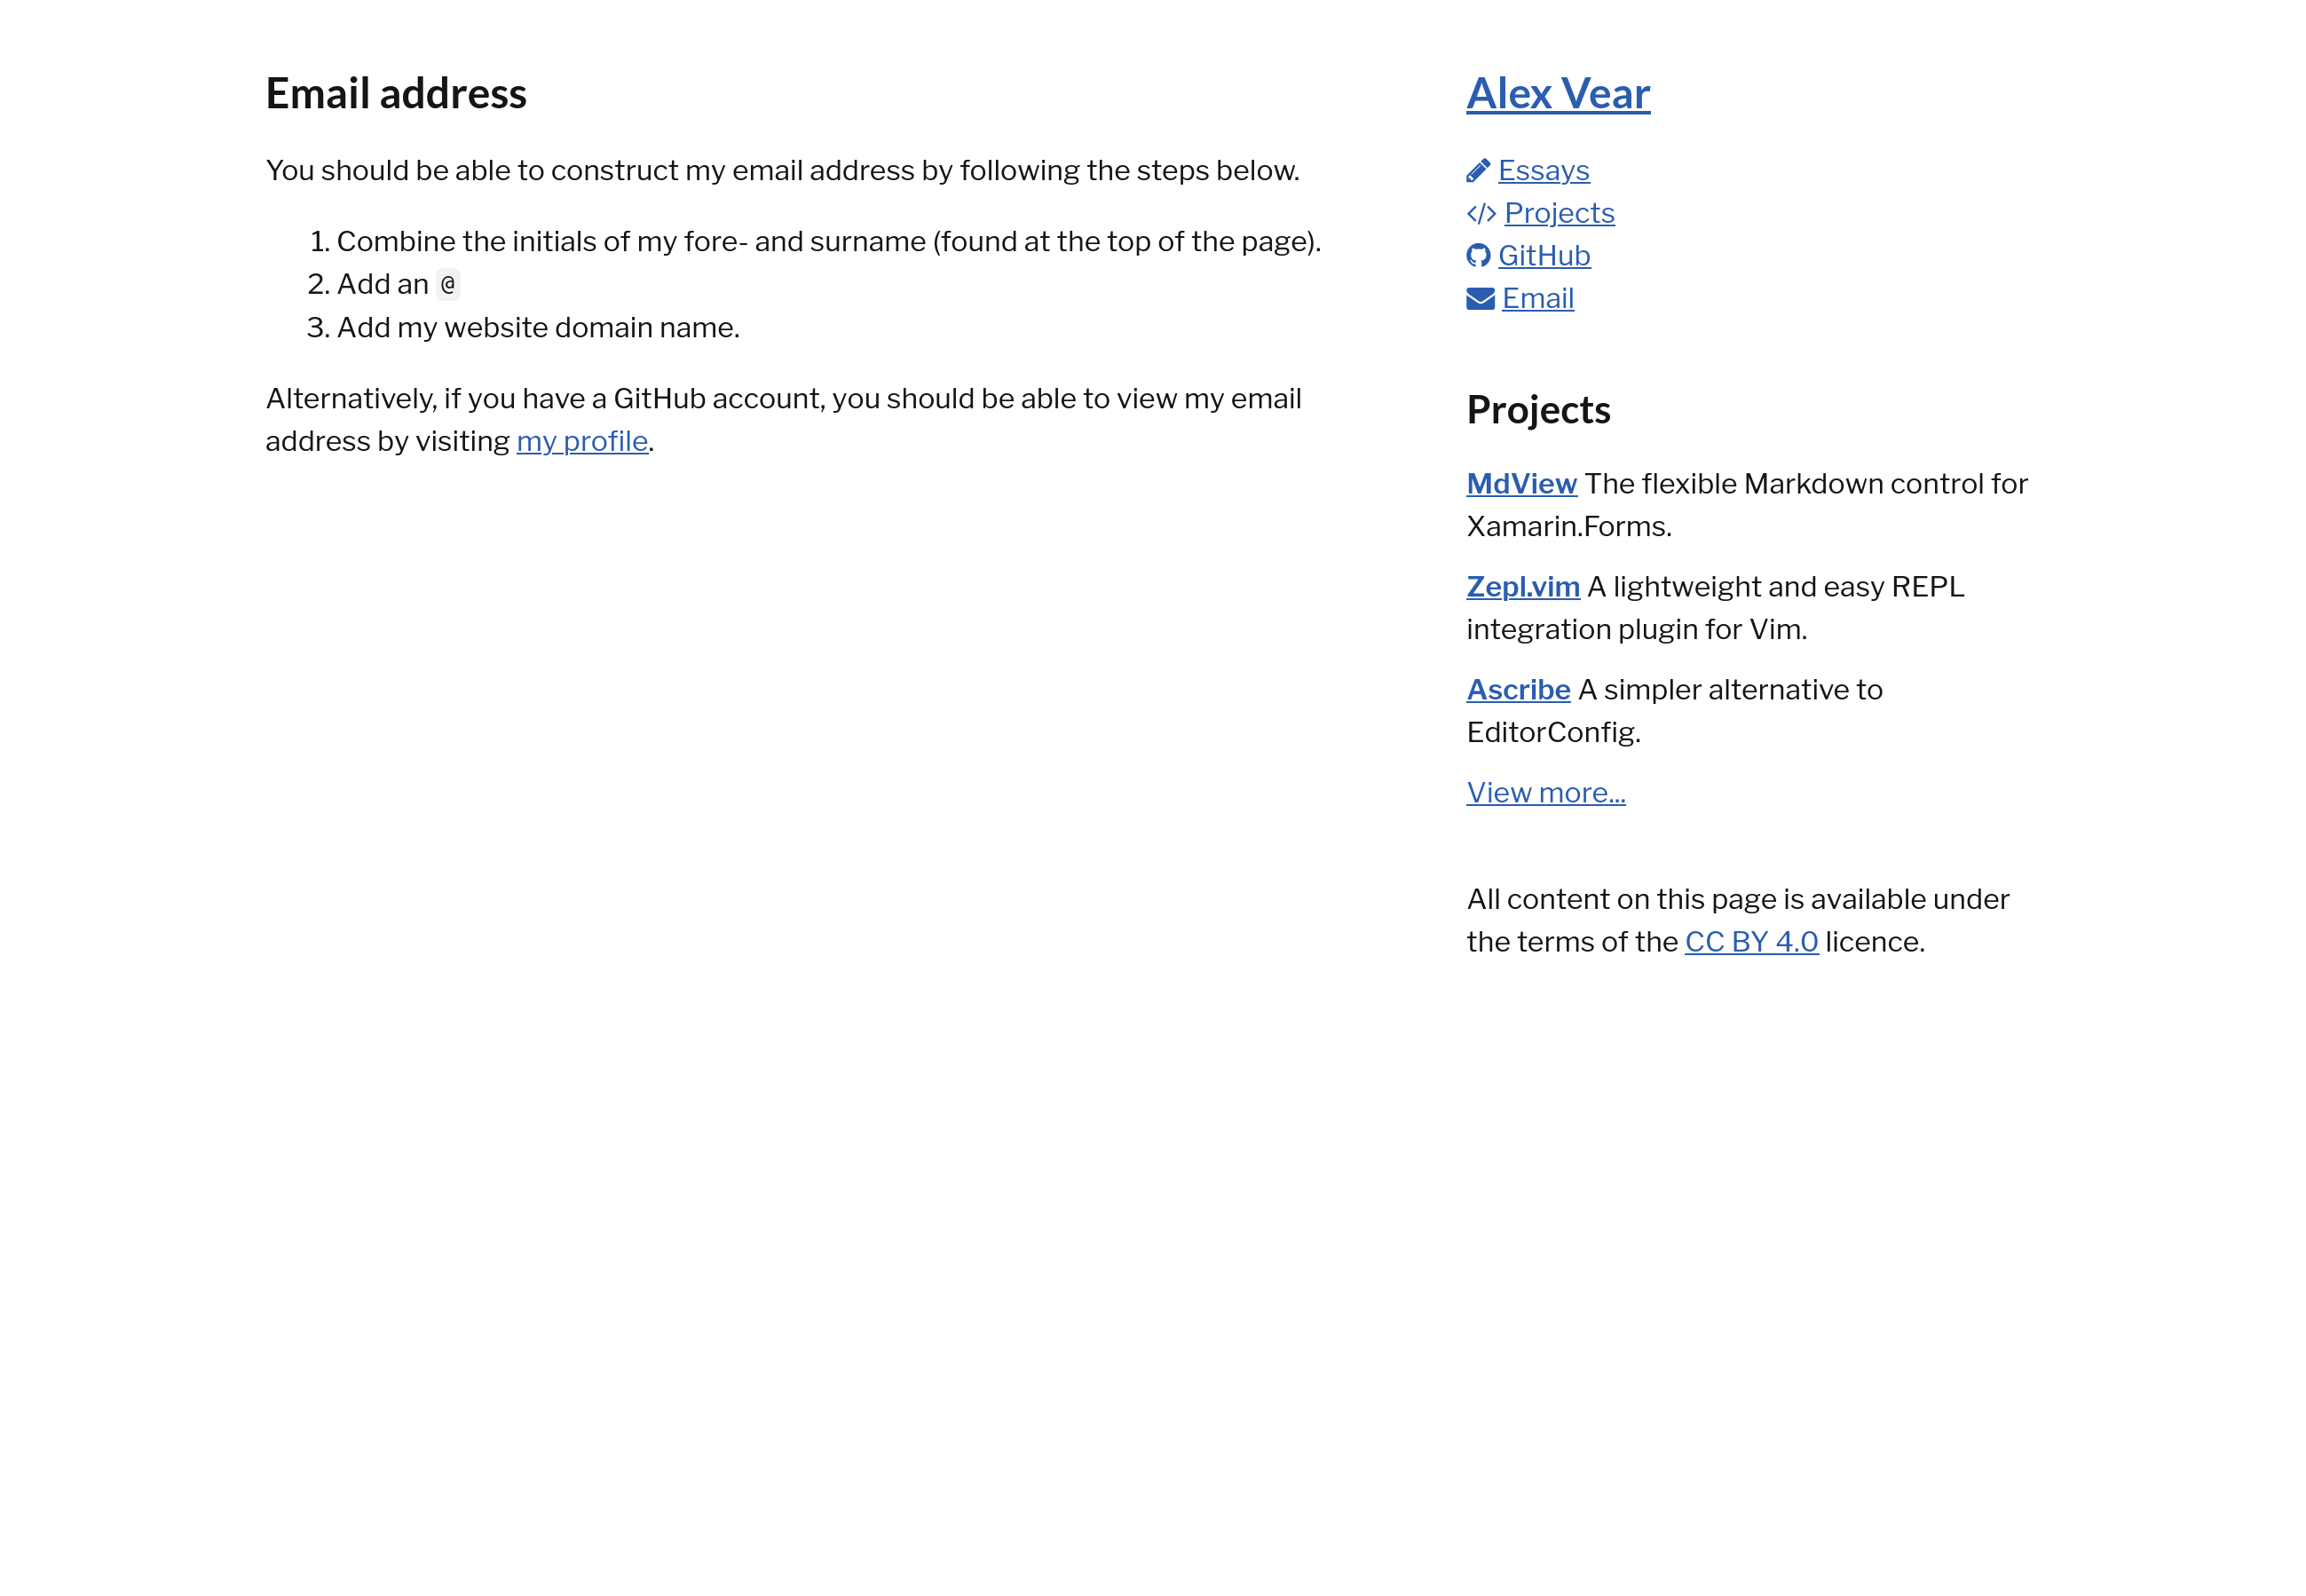 Email address
You should be able to construct my email address by following the steps below.
1. Combine the initials of my fore- and surname (found at the top of the page).
2. Add an @
3. Add my website domain name.
Alternatively, if you have a GitHub account, you should be able to view my email
address by visiting my profile.
Alex Vear
Essays
Projects
GitHub
Email
Projects
MdView The flexible Markdown control for
Xamarin.Forms.
Zepl.vim A lightweight and easy REPL
integration plugin for Vim.
Ascribe A simpler alternative to
EditorConfig.
View more...
All content on this page is available under
the terms of the CC BY 4.0 licence.